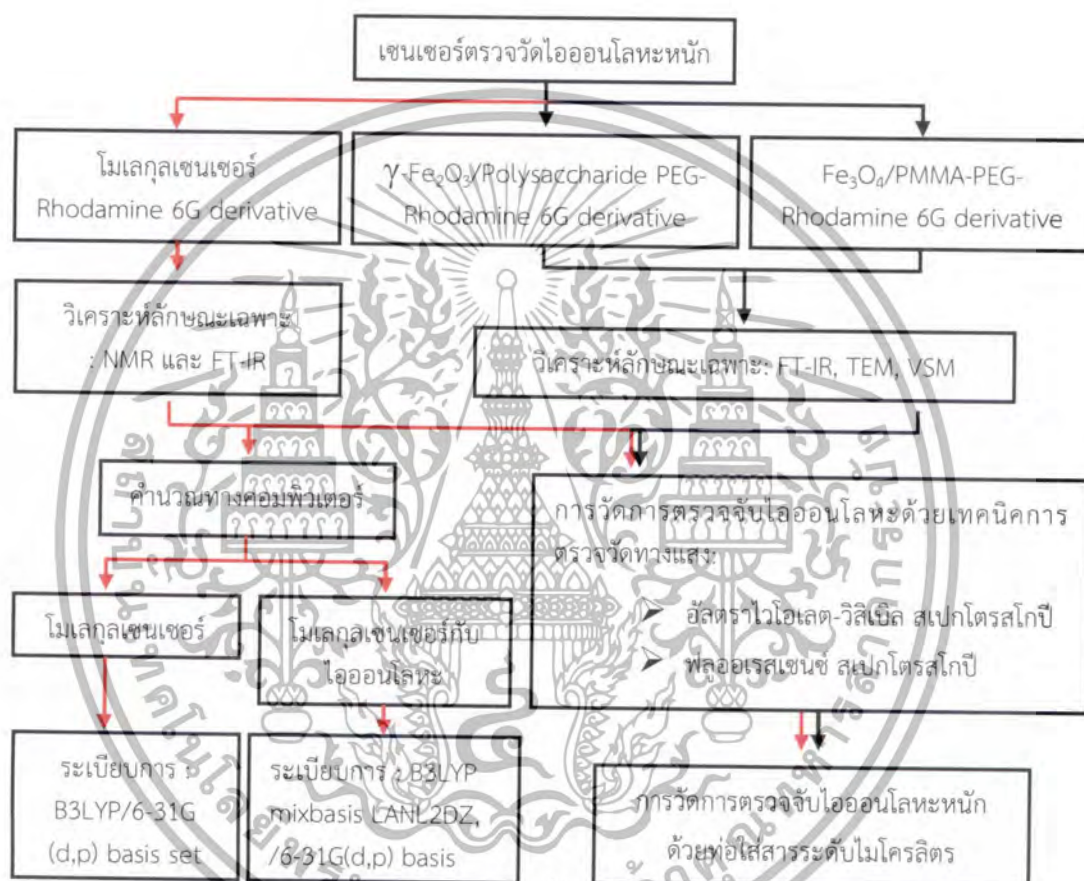 เซนเซอร์ตรวจวัดไอออนโลหะหนัก
โมเลกุลเซนเซอร์
Rhodamine 6G derivative
γ-Fe₂O₃/Polysaccharide PEG-
Rhodamine 6G derivative
Fe₃O₄/PMMA-PEG-
Rhodamine 6G derivative
วิเคราะห์ลักษณะเฉพาะ
: NMR และ FT-IR
วิเคราะห์ลักษณะเฉพาะ: FT-IR, TEM, VSM
คำนวณทางคอมพิวเตอร์
การวัดการตรวจจับไอออนโลหะด้วยเทคนิคการ
ตรวจวัดทางแสง:
➢ อัลตราไวโอเลต-วิสิเบิล สเปกโตรสโกปี
➢ ฟลูออเรสเซนซ์ สเปกโตรสโกปี
โมเลกุลเซนเซอร์
โมเลกุลเซนเซอร์กับ
ไอออนโลหะ
ระเบียบการ :
B3LYP/6-31G
(d,p) basis set
ระเบียบการ : B3LYP
mixbasis LANL2DZ,
/6-31G(d,p) basis
การวัดการตรวจจับไอออนโลหะหนัก
ด้วยท่อใส่สารระดับไมโครลิตร